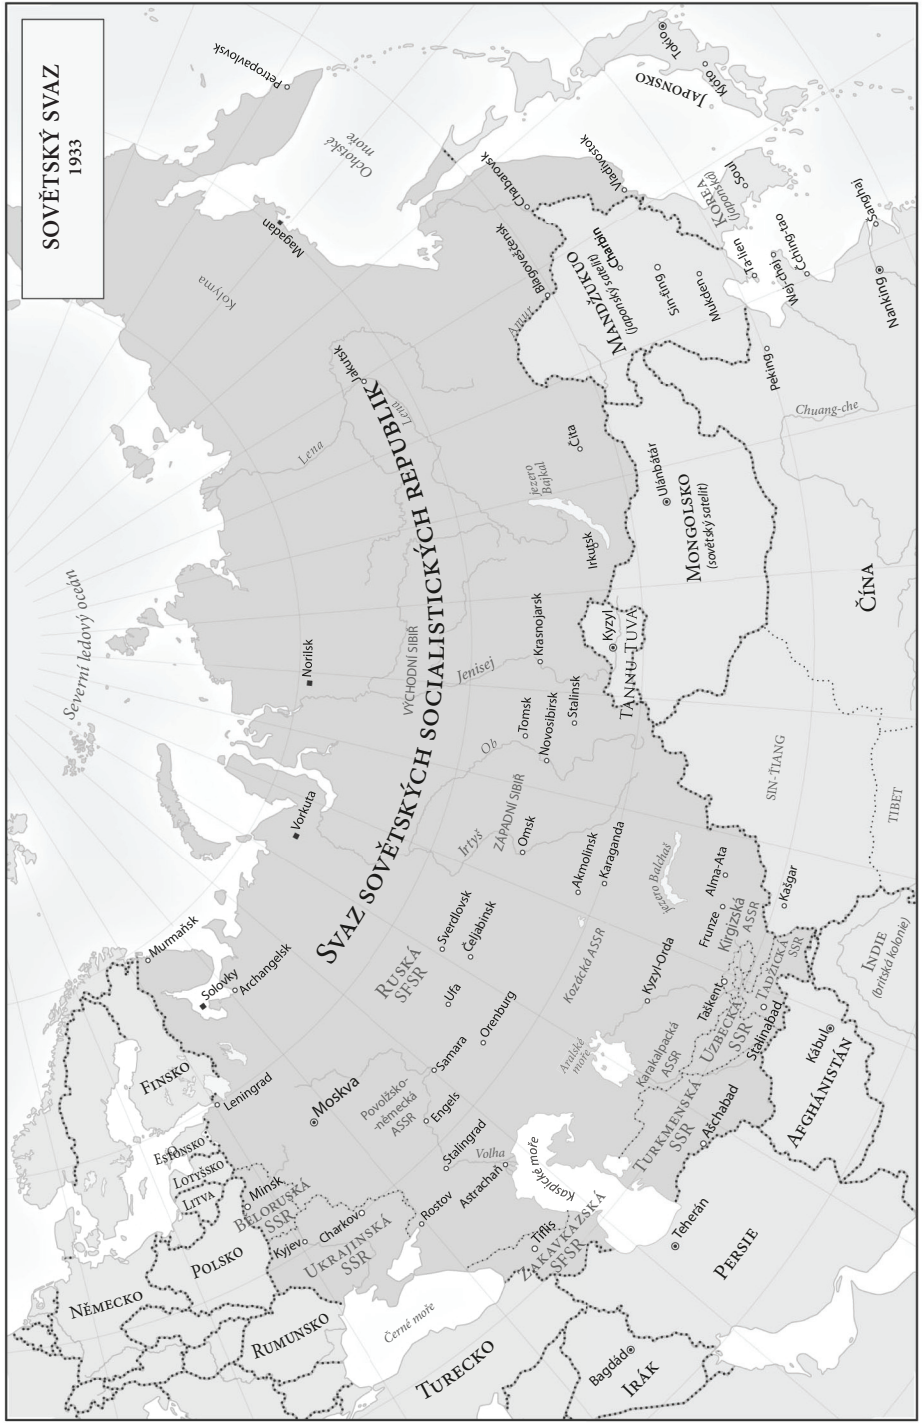 SOVĚTSKÝ SVAZ
1933
Petropavlovsk
Ochotské
moře
Magadan
Kolyma
Severní ledový oceán
Jakutsk
Lena
Lena
Norilsk
Vorkuta
Murmaňsk
Solovky
Archangelsk
SVAZ SOVĚTSKÝCH SOCIALISTICKÝCH REPUBLIK
VÝCHODNÍ SIBIŘ
Jenisej
Ob
Irtyš
ZÁPADNÍ SIBIŘ
Tomsk
Novosibirsk
Stalinsk
Krasnojarsk
Omsk
Irkutsk
jezero
Bajkal
Čita
Amur
Blagověščensk
Chabarovsk
Vladivostok
JAPONSKO
Tokio
Kjóto
KOREA
(japonská)
Soul
MANDŽUKUO
(japonský satelit)
Charbin
Sin-ťing
Mukden
Ta-lien
Wej-chaj
Čching-tao
Šanghaj
Nanking
Peking
Chuang-che
ČÍNA
MONGOLSKO
(sovětský satelit)
Ulánbátár
TANNU-TUVA
Kyzyl
SIN-ŤIANG
TIBET
Kašgar
INDIE
(britská kolonie)
RUSKÁ
SFSR
Sverdlovsk
Čeljabinsk
Ufa
Orenburg
Samara
Akmolinsk
Karaganda
jezero Balchaš
Alma-Ata
Frunze
Kirgizská
ASSR
Kozácká ASSR
Kyzyl-Orda
Taškent
UZBECKÁ
SSR
TADŽICKÁ
SSR
Stalinabad
Aralské
moře
Karakalpacká
ASSR
TURKMENSKÁ
SSR
Ašchabad
Kábul
AFGHÁNISTÁN
FINSKO
Leningrad
ESTONSKO
LOTYŠSKO
LITVA
Moskva
Povolžsko-
-německá
ASSR
Engels
Stalingrad
Volha
Astrachaň
Rostov
Kaspické moře
Minsk
BĚLORUSKÁ
SSR
Kyjev
Charkov
UKRAJINSKÁ
SSR
POLSKO
NĚMECKO
RUMUNSKO
Černé moře
Tiflis
ZAKAVKAZSKÁ
SFSR
TURECKO
Teherán
PERSIE
Bagdád
IRÁK